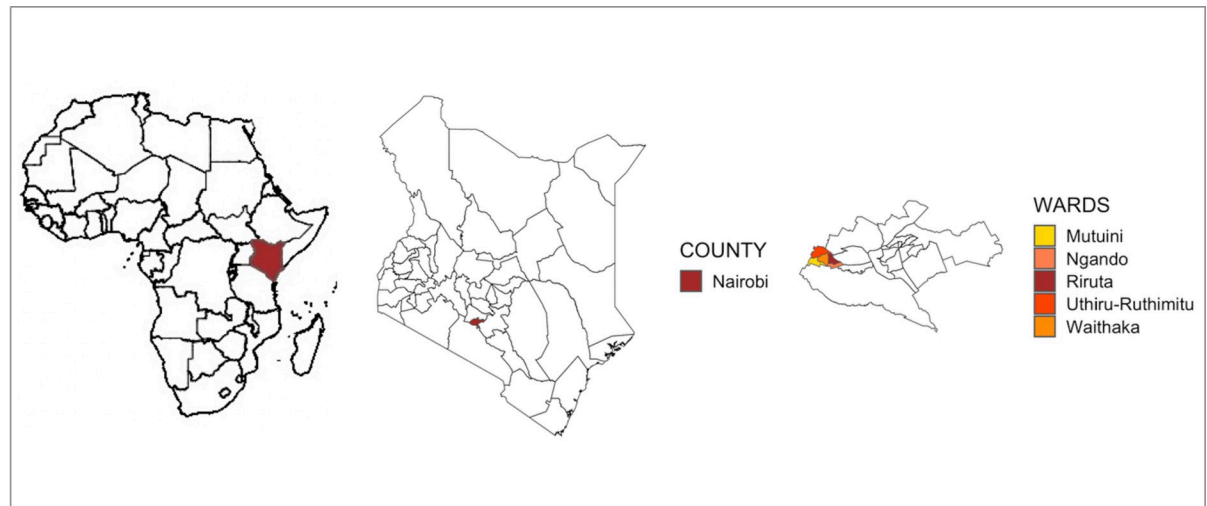 COUNTY
Nairobi
WARDS
Mutuini
Ngando
Riruta
Uthiru-Ruthimitu
Waithaka